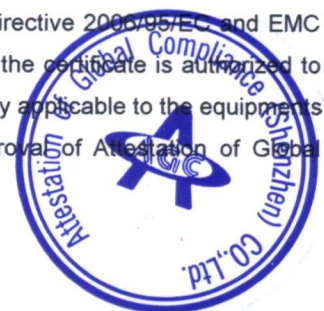 irective 2006/95/EC and EMC
the certificate is authorized to
y applicable to the equipments
roval of Attestation of Global
Attestation of Global Compliance (Shenzhen) CO.,Ltd.
AGC